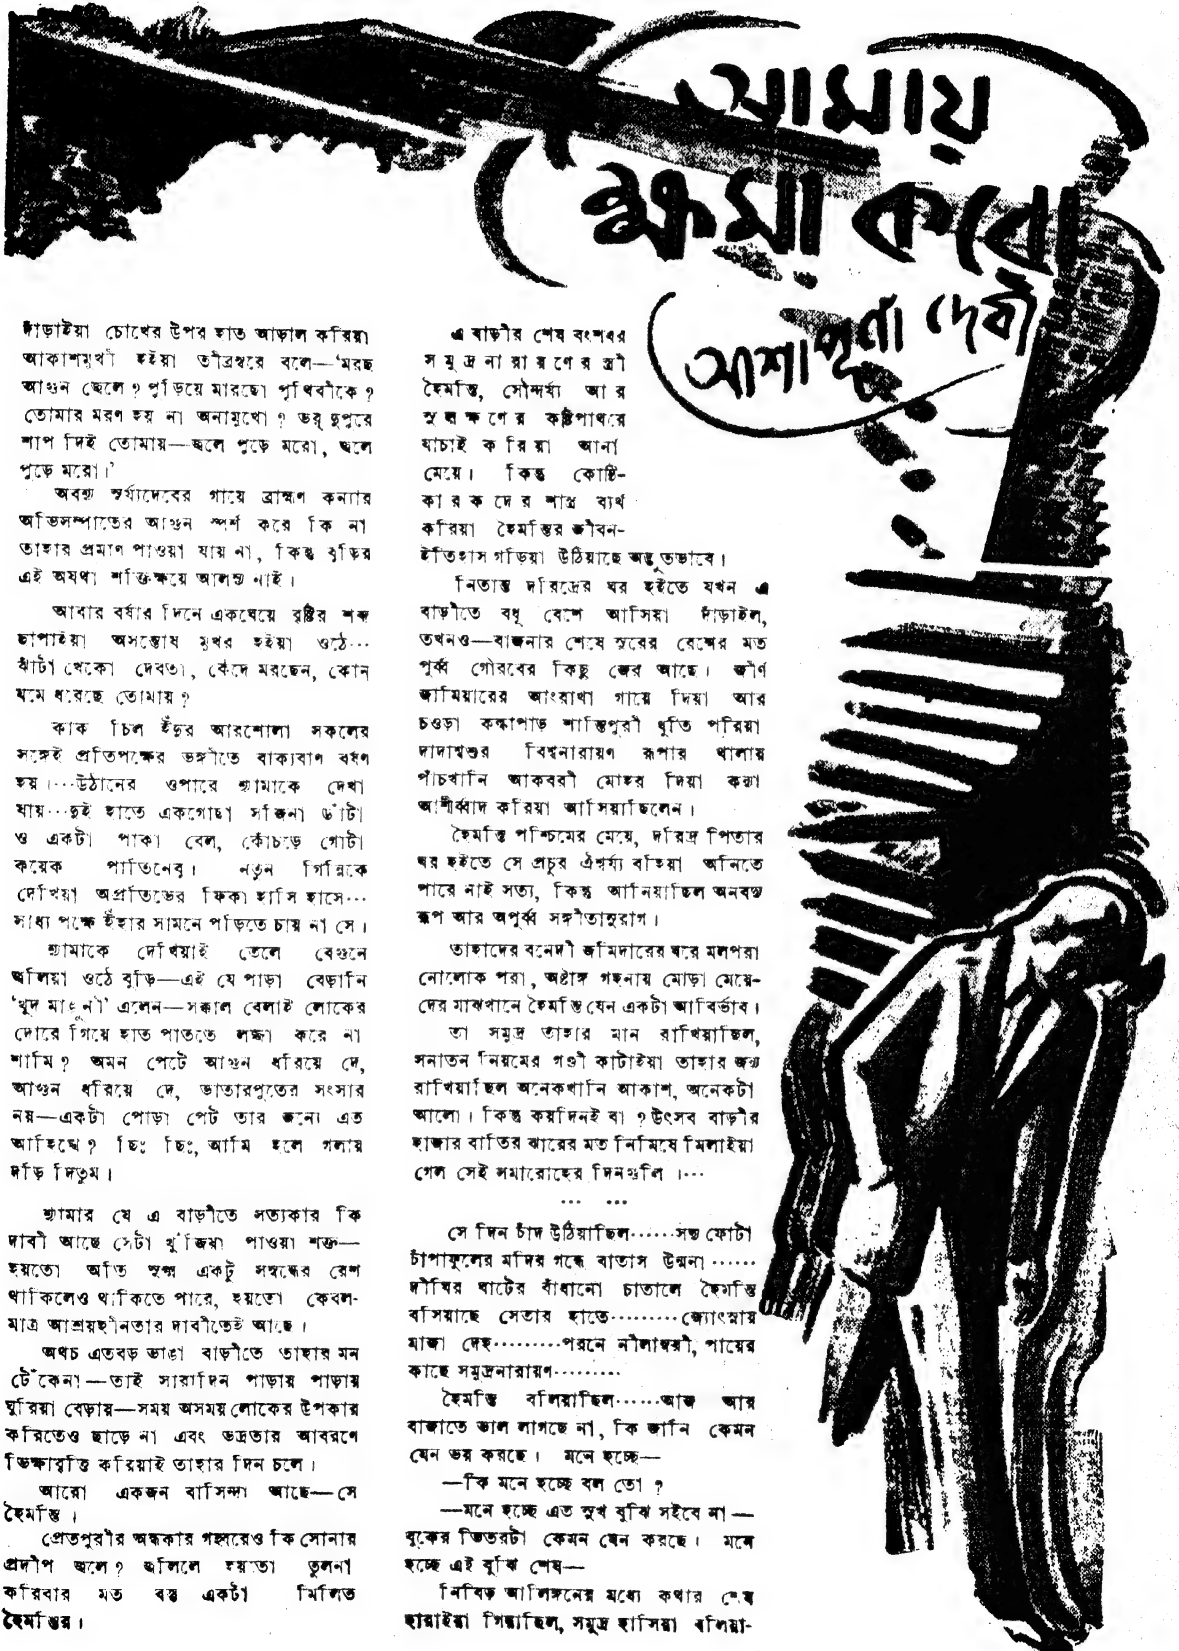 আমায়
ক্ষমা করো
আশাপূর্ণা দেবী
দাঁড়াইয়া চোখের উপর হাত আড়াল করিয়া
আকাশমুখী হইয়া তীব্রস্বরে বলে—‘মরছ
আগুন জ্বেলে? পুড়িয়ে মারছো পৃথিবীকে?
তোমার মরণ হয় না অনামুখো? ভর দুপুরে
শাপ দিই তোমায়—জ্বলে পুড়ে মরো, জ্বলে
পুড়ে মরো।’
অবশ্য সূর্য্যদেবের গায়ে ব্রাহ্মণ কন্যার
অভিসম্পাতের আগুন স্পর্শ করে কি না
তাহার প্রমাণ পাওয়া যায় না, কিন্তু বুড়ির
এই অযথা শক্তিক্ষয়ে আলস্য নাই।
আবার বর্ষার দিনে একঘেয়ে বৃষ্টির শব্দ
ছাপাইয়া অসন্তোষ মুখর হইয়া ওঠে···
ঝাঁটা খেকো দেবতা, কেঁদে মরছেন, কোন
যমে ধরেছে তোমায়?
কাক চিল ইঁদুর আরশোলা সকলের
সঙ্গেই প্রতিপক্ষের ভঙ্গীতে বাক্যবাণ বর্ষণ
হয়।···উঠানের ওপারে শ্যামাকে দেখা
যায়···দুই হাতে একগোছা সজিনা ডাঁটা
ও একটা পাকা বেল, কোঁচড়ে গোটা
কয়েক পাতিনেবু। নতুন গিন্নিকে
দেখিয়া অপ্রতিভের ফিকা হাসি হাসে···
সাধ্য পক্ষে ইঁহার সামনে পড়িতে চায় না সে।
শ্যামাকে দেখিয়াই তেলে বেগুনে
জ্বলিয়া ওঠে বুড়ি—এই যে পাড়া বেড়ানি
‘খুদ মাঙুনী’ এলেন—সক্কাল বেলাই লোকের
দোরে গিয়ে হাত পাততে লজ্জা করে না
শামি? অমন পেটে আগুন ধরিয়ে দে,
আগুন ধরিয়ে দে, ভাতারপুতের সংসার
নয়—একটা পোড়া পেট তার জন্যে এত
আহিঙ্খে? ছিঃ ছিঃ, আমি হলে গলায়
দড়ি দিতুম।
শ্যামার যে এ বাড়ীতে সত্যকার কি
দাবী আছে সেটা খুঁজিয়া পাওয়া শক্ত—
হয়তো অতি সূক্ষ্ম একটু সম্বন্ধের রেশ
থাকিলেও থাকিতে পারে, হয়তো কেবল-
মাত্র আশ্রয়হীনতার দাবীতেই আছে।
অথচ এতবড় ভাঙা বাড়ীতে তাহার মন
টেঁকেনা—তাই সারাদিন পাড়ায় পাড়ায়
ঘুরিয়া বেড়ায়—সময় অসময় লোকের উপকার
করিতেও ছাড়ে না এবং ভদ্রতার আবরণে
ভিক্ষাবৃত্তি করিয়াই তাহার দিন চলে।
আরো একজন বাসিন্দা আছে—সে
হৈমন্তি।
প্রেতপুরীর অন্ধকার গহ্বরেও কি সোনার
প্রদীপ জ্বলে? জ্বলিলে হয়তো তুলনা
করিবার মত বস্তু একটা মিলিত
হৈমন্তির।
এ বাড়ীর শেষ বংশধর
সমুদ্রনারায়ণের স্ত্রী
হৈমন্তি, সৌন্দর্য্য আর
সুলক্ষণের কষ্টিপাথরে
যাচাই করিয়া আনা
মেয়ে। কিন্তু কোষ্টি-
কারকদের শাস্ত্র ব্যর্থ
করিয়া হৈমন্তির জীবন-
ইতিহাস গড়িয়া উঠিয়াছে অদ্ভুতভাবে।
নিতান্ত দরিদ্রের ঘর হইতে যখন এ
বাড়ীতে বধূ বেশে আসিয়া দাঁড়াইল,
তখনও—বাজনার শেষে সুরের রেশের মত
পূর্ব্ব গৌরবের কিছু জের আছে। জীর্ণ
জামিয়ারের আংরাখা গায়ে দিয়া আর
চওড়া কল্কাপাড় শান্তিপুরী ধুতি পরিয়া
দাদাশ্বশুর বিশ্বনারায়ণ রূপার থালায়
পাঁচখানি আকবরী মোহর দিয়া কন্যা
আশীর্ব্বাদ করিয়া আসিয়াছিলেন।
হৈমন্তি পশ্চিমের মেয়ে, দরিদ্র পিতার
ঘর হইতে সে প্রচুর ঐশ্বর্য্য বহিয়া আনিতে
পারে নাই সত্য, কিন্তু আনিয়াছিল অনবদ্য
রূপ আর অপূর্ব্ব সঙ্গীতানুরাগ।
তাহাদের বনেদী জমিদারের ঘরে মলপরা
নোলোক পরা, অষ্টাঙ্গ গহনায় মোড়া মেয়ে-
দের মাঝখানে হৈমন্তি যেন একটা আবির্ভাব।
তা সমুদ্র তাহার মান রাখিয়াছিল,
সনাতন নিয়মের গণ্ডী কাটাইয়া তাহার জন্য
রাখিয়াছিল অনেকখানি আকাশ, অনেকটা
আলো। কিন্তু কয়দিনই বা? উৎসব বাড়ীর
হাজার বাতির ঝারের মত নিমিষে মিলাইয়া
গেল সেই সমারোহের দিনগুলি।···
··· ···
সে দিন চাঁদ উঠিয়াছিল······সদ্য ফোটা
চাঁপাফুলের মদির গন্ধে বাতাস উন্মনা······
দীঘির ঘাটের বাঁধানো চাতালে হৈমন্তি
বসিয়াছে সেতার হাতে·········জ্যোৎস্নায়
মাজা দেহ·········পরনে নীলাম্বরী, পায়ের
কাছে সমুদ্রনারায়ণ·········
হৈমন্তি বলিয়াছিল······আজ আর
বাজাতে ভাল লাগছে না, কি জানি কেমন
যেন ভয় করছে। মনে হচ্ছে—
—কি মনে হচ্ছে বল তো?
—মনে হচ্ছে এত সুখ বুঝি সইবে না—
বুকের ভিতরটা কেমন যেন করছে। মনে
হচ্ছে এই বুঝি শেষ—
নিবিড় আলিঙ্গনের মধ্যে কথার শেষ
হারাইয়া গিয়াছিল, সমুদ্র হাসিয়া বলিয়া-